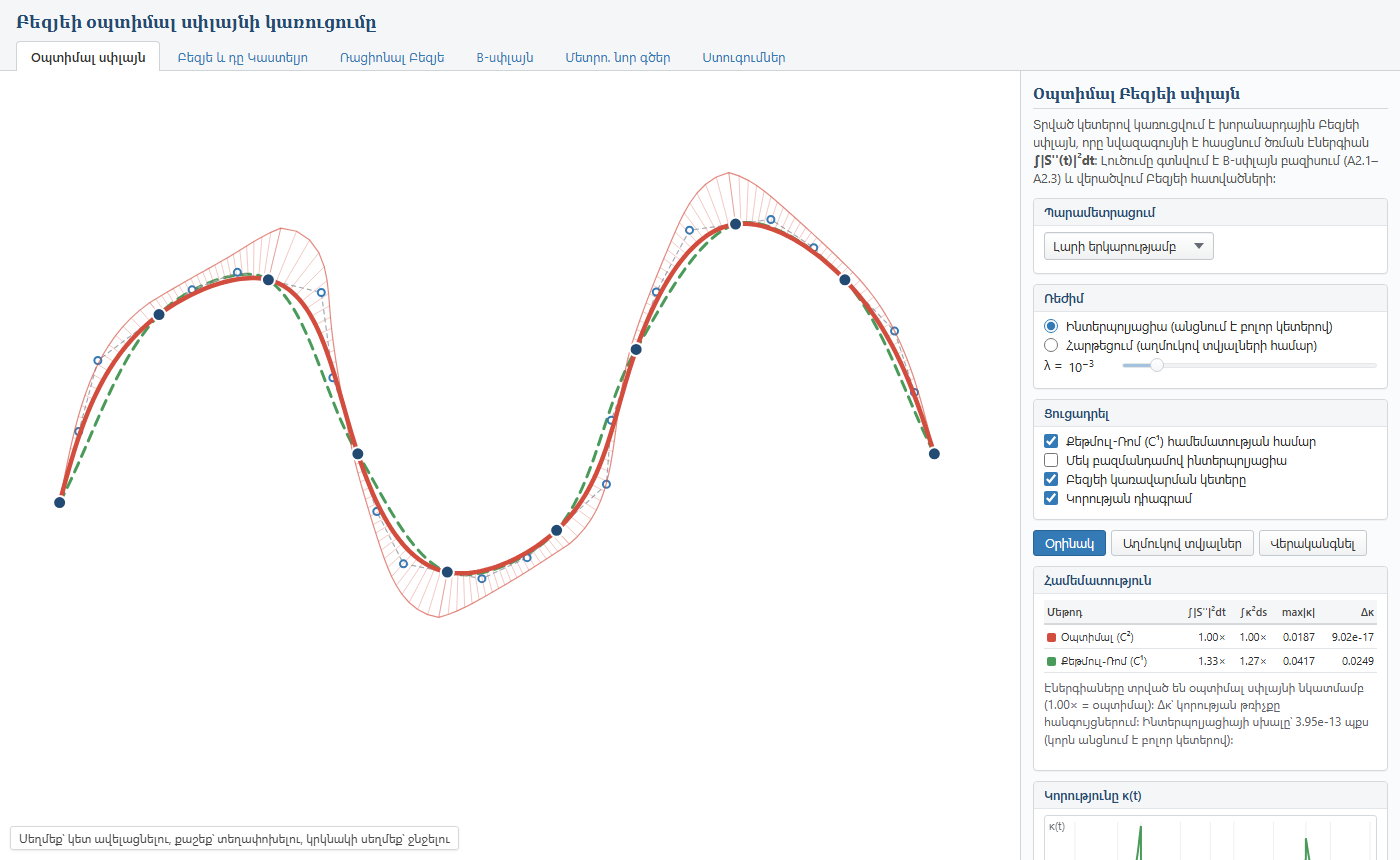 Բեզյեի օպտիմալ սփլայնի կառուցումը
Օպտիմալ սփլայն
Բեզյե և դը Կաստելյո
Ռացիոնալ Բեզյե
B-սփլայն
Մետրո. նոր գծեր
Ստուգումներ
Օպտիմալ Բեզյեի սփլայն
Տրված կետերով կառուցվում է խորանարդային Բեզյեի
սփլայն, որը նվազագույնի է հասցնում ծռման էներգիան
∫|S''(t)|²dt։ Լուծումը գտնվում է B-սփլայն բազիսում (A2.1–
A2.3) և վերածվում Բեզյեի հատվածների։
Պարամետրացում
Լարի երկարությամբ
Ռեժիմ
Ինտերպոլյացիա (անցնում է բոլոր կետերով)
Հարթեցում (աղմուկով տվյալների համար)
λ = 10⁻³
Ցուցադրել
Քեթմուլ-Ռոմ (C¹) համեմատության համար
Մեկ բազմանդամով ինտերպոլյացիա
Բեզյեի կառավարման կետերը
Կորության դիագրամ
Օրինակ
Աղմուկով տվյալներ
Վերականգնել
Համեմատություն
Մեթոդ ∫|S''|²dt ∫κ²ds max|κ| Δκ
Օպտիմալ (C²) 1.00× 1.00× 0.0187 9.02e-17
Քեթմուլ-Ռոմ (C¹) 1.33× 1.27× 0.0417 0.0249
Էներգիաները տրված են օպտիմալ սփլայնի նկատմամբ
(1.00× = օպտիմալ)։ Δκ՝ կորության թռիչքը
հանգույցներում։ Ինտերպոլյացիայի սխալը՝ 3.95e-13 պքս
(կորն անցնում է բոլոր կետերով)։
Կորությունը κ(t)
κ(t)
Սեղմեք՝ կետ ավելացնելու, քաշեք՝ տեղափոխելու, կրկնակի սեղմեք՝ ջնջելու